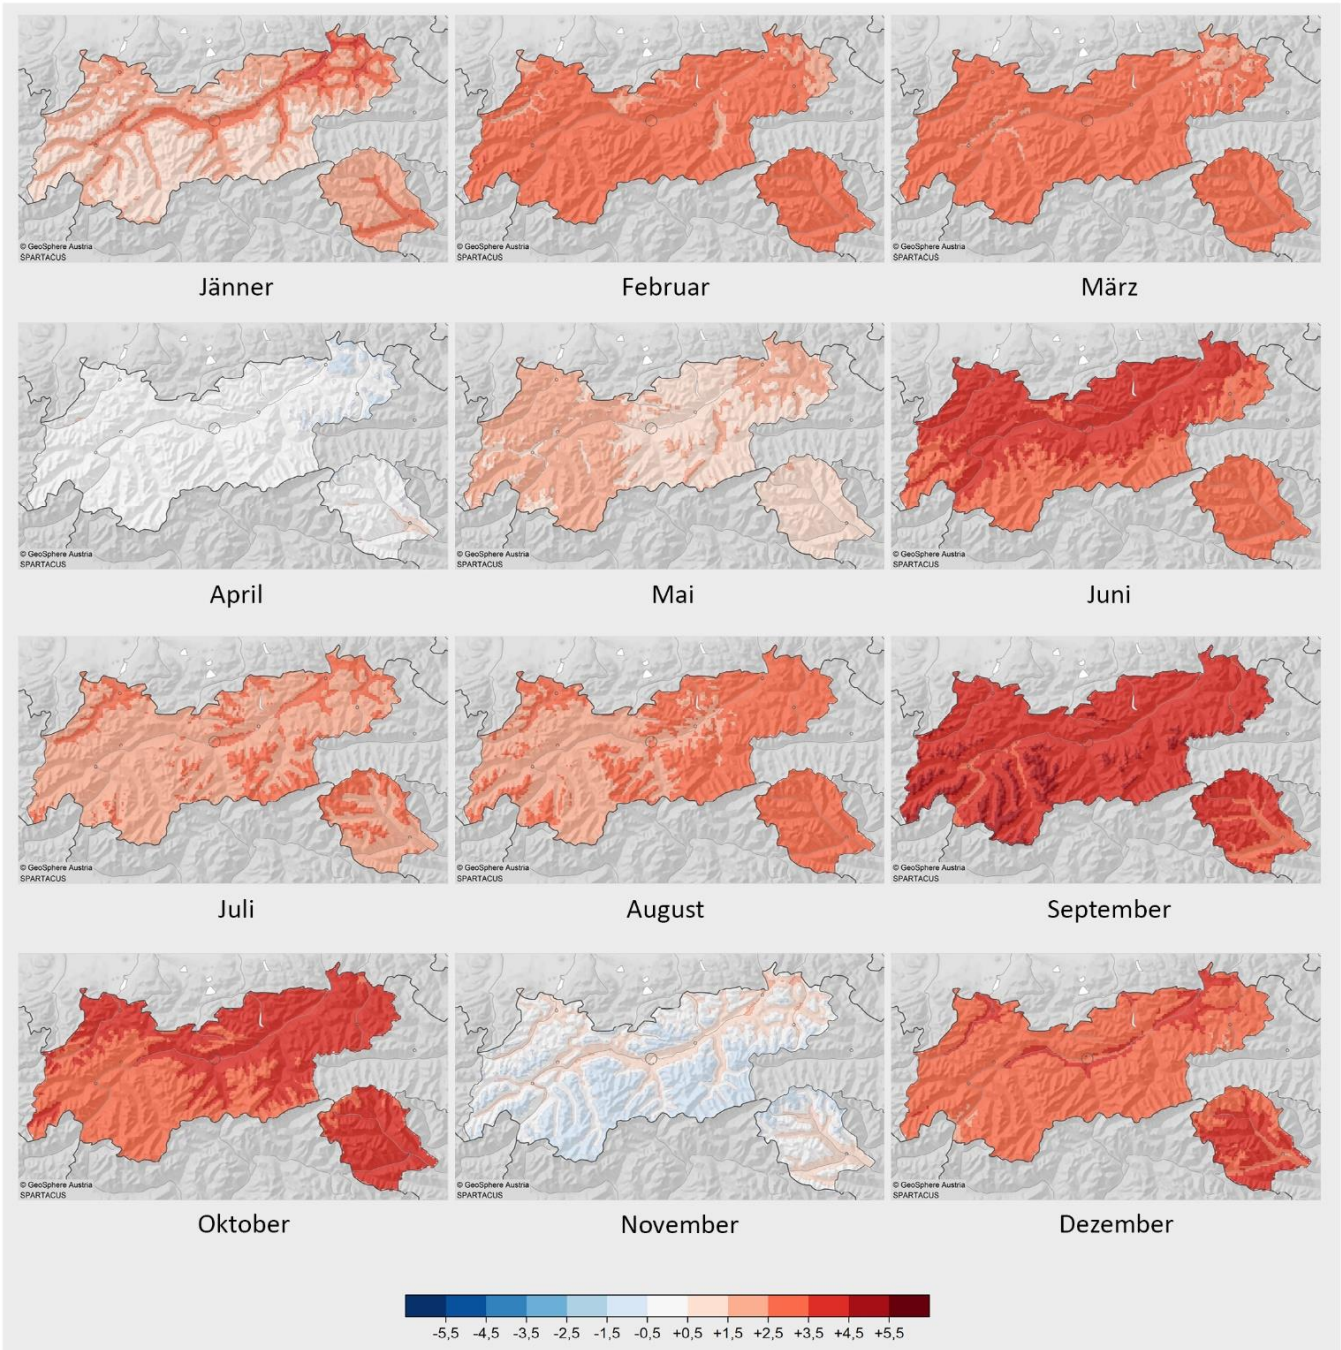 © GeoSphere Austria
SPARTACUS
© GeoSphere Austria
SPARTACUS
© GeoSphere Austria
SPARTACUS
Jänner
Februar
März
© GeoSphere Austria
SPARTACUS
© GeoSphere Austria
SPARTACUS
© GeoSphere Austria
SPARTACUS
April
Mai
Juni
© GeoSphere Austria
SPARTACUS
© GeoSphere Austria
SPARTACUS
© GeoSphere Austria
SPARTACUS
Juli
August
September
© GeoSphere Austria
SPARTACUS
© GeoSphere Austria
SPARTACUS
© GeoSphere Austria
SPARTACUS
Oktober
November
Dezember
-5,5 -4,5 -3,5 -2,5 -1,5 -0,5 +0,5 +1,5 +2,5 +3,5 +4,5 +5,5